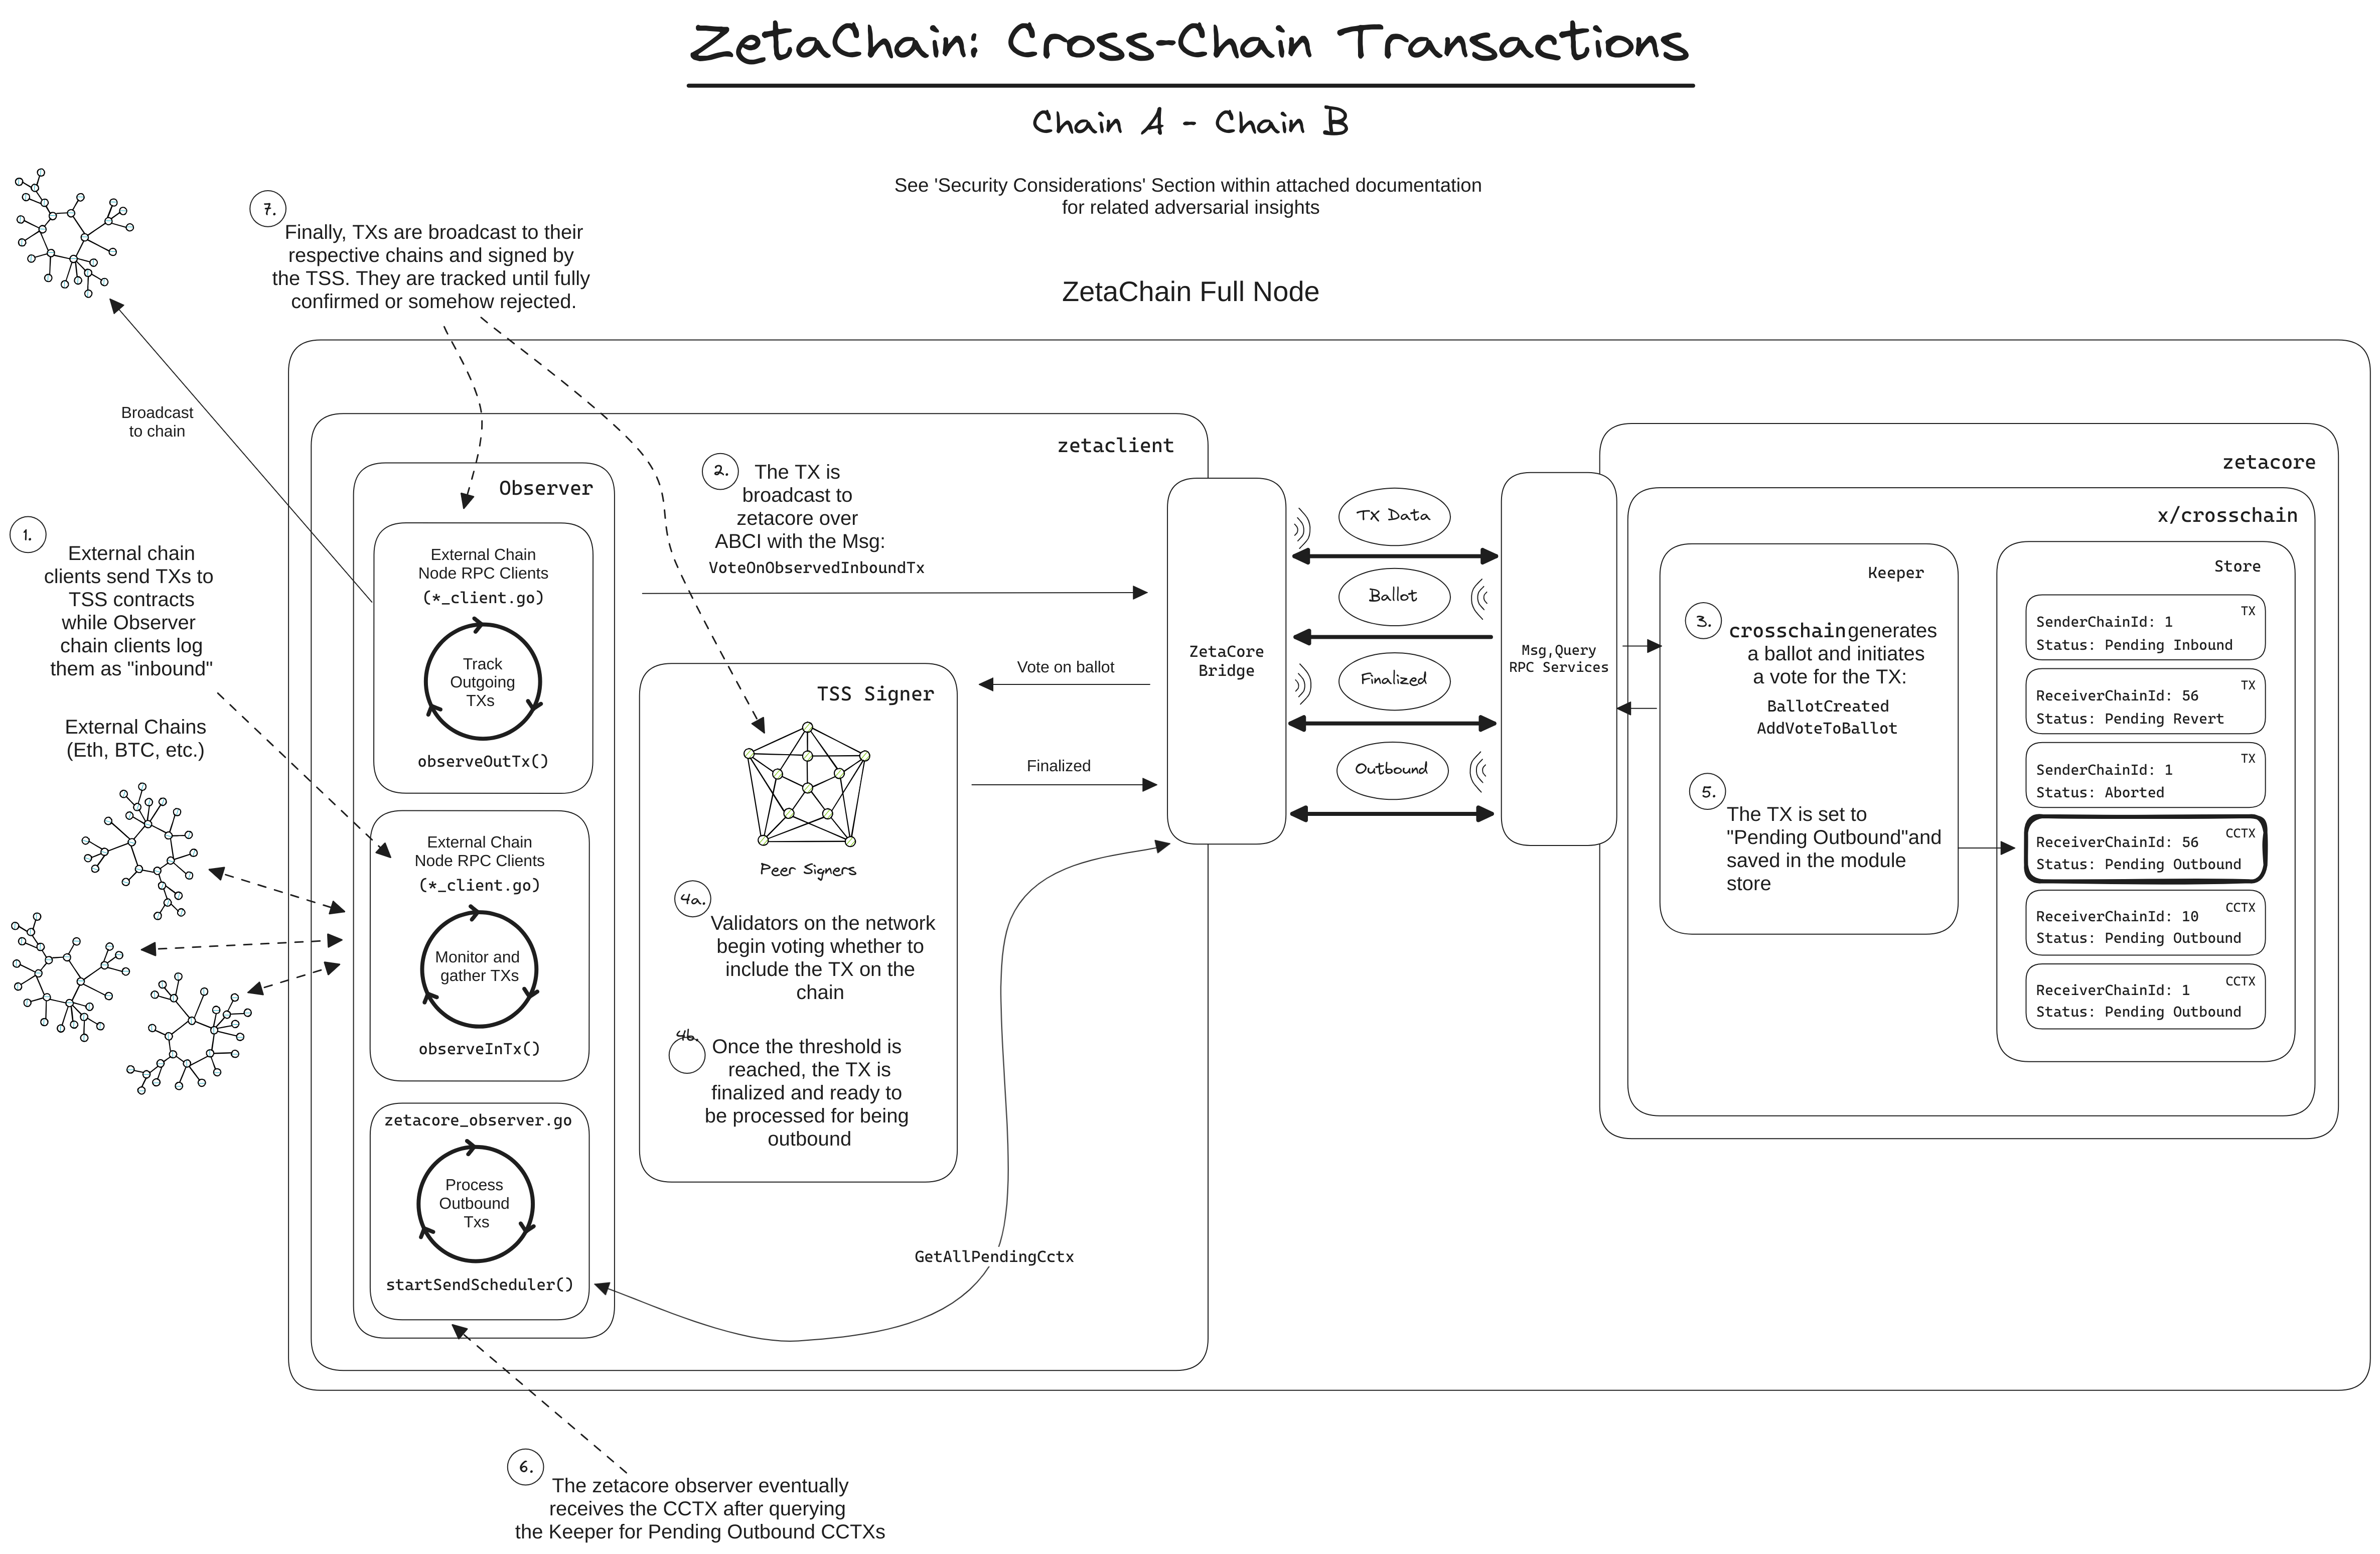 ZetaChain: Cross-Chain Transactions
Chain A - Chain B
See 'Security Considerations' Section within attached documentation
for related adversarial insights
ZetaChain Full Node
7.
Finally, TXs are broadcast to their
respective chains and signed by
the TSS. They are tracked until fully
confirmed or somehow rejected.
Broadcast
to chain
1.
External chain
clients send TXs to
TSS contracts
while Observer
chain clients log
them as "inbound"
External Chains
(Eth, BTC, etc.)
zetaclient
Observer
External Chain
Node RPC Clients
(*_client.go)
Track
Outgoing
TXs
observeOutTx()
External Chain
Node RPC Clients
(*_client.go)
Monitor and
gather TXs
observeInTx()
zetacore_observer.go
Process
Outbound
Txs
startSendScheduler()
2.
The TX is
broadcast to
zetacore over
ABCI with the Msg:
VoteOnObservedInboundTx
TSS Signer
Peer Signers
4a.
Validators on the network
begin voting whether to
include the TX on the
chain
4b.
Once the threshold is
reached, the TX is
finalized and ready to
be processed for being
outbound
Vote on ballot
Finalized
GetAllPendingCctx
ZetaCore
Bridge
TX Data
Ballot
Finalized
Outbound
Msg,Query
RPC Services
zetacore
x/crosschain
Keeper
3.
crosschain generates
a ballot and initiates
a vote for the TX:
BallotCreated
AddVoteToBallot
5.
The TX is set to
"Pending Outbound"and
saved in the module
store
Store
TX
SenderChainId: 1
Status: Pending Inbound
TX
ReceiverChainId: 56
Status: Pending Revert
TX
SenderChainId: 1
Status: Aborted
CCTX
ReceiverChainId: 56
Status: Pending Outbound
CCTX
ReceiverChainId: 10
Status: Pending Outbound
CCTX
ReceiverChainId: 1
Status: Pending Outbound
6.
The zetacore observer eventually
receives the CCTX after querying
the Keeper for Pending Outbound CCTXs